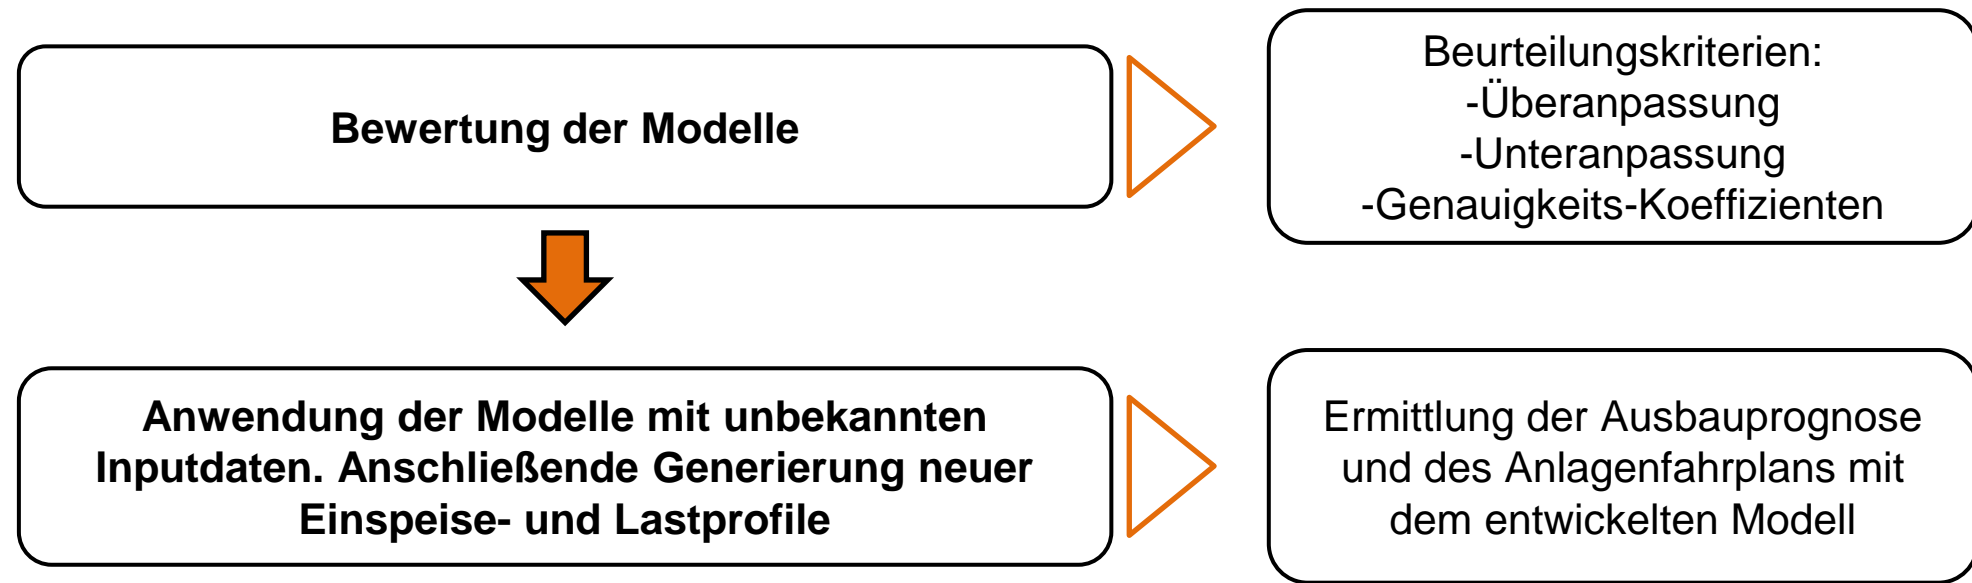 Bewertung der Modelle
Beurteilungskriterien:
-Überanpassung
-Unteranpassung
-Genauigkeits-Koeffizienten
Anwendung der Modelle mit unbekannten
Inputdaten. Anschließende Generierung neuer
Einspeise- und Lastprofile
Ermittlung der Ausbauprognose
und des Anlagenfahrplans mit
dem entwickelten Modell